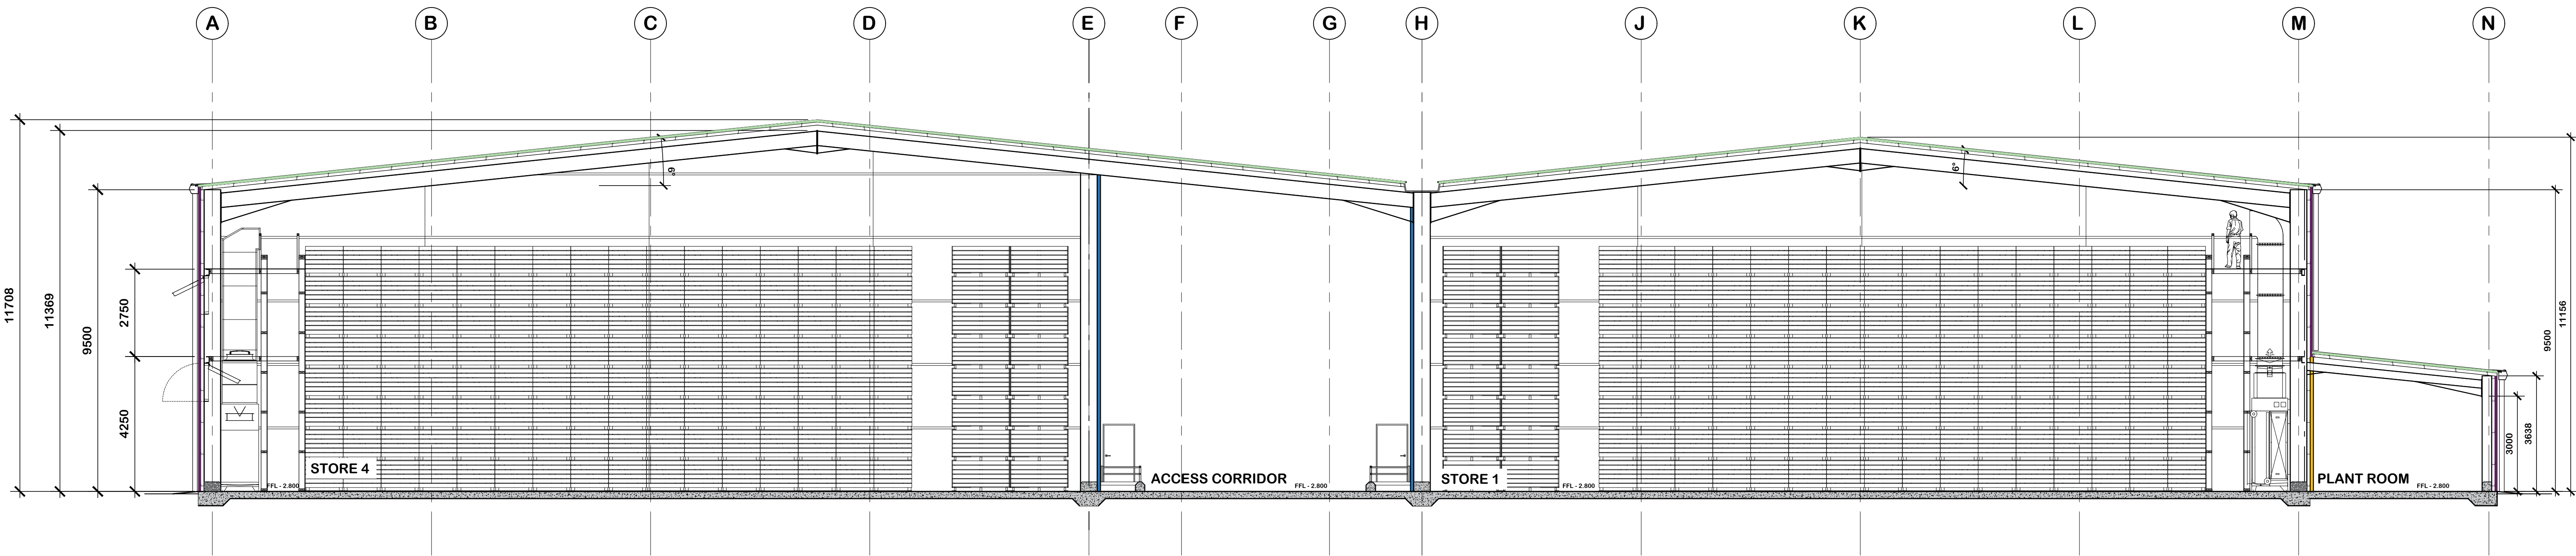 A
B
C
D
E
F
G
H
J
K
L
M
N
11708
11369
9500
2750
4250
6°
6°
11156
9500
3638
3000
STORE 4
FFL - 2.800
ACCESS CORRIDOR
FFL - 2.800
STORE 1
FFL - 2.800
PLANT ROOM
FFL - 2.800